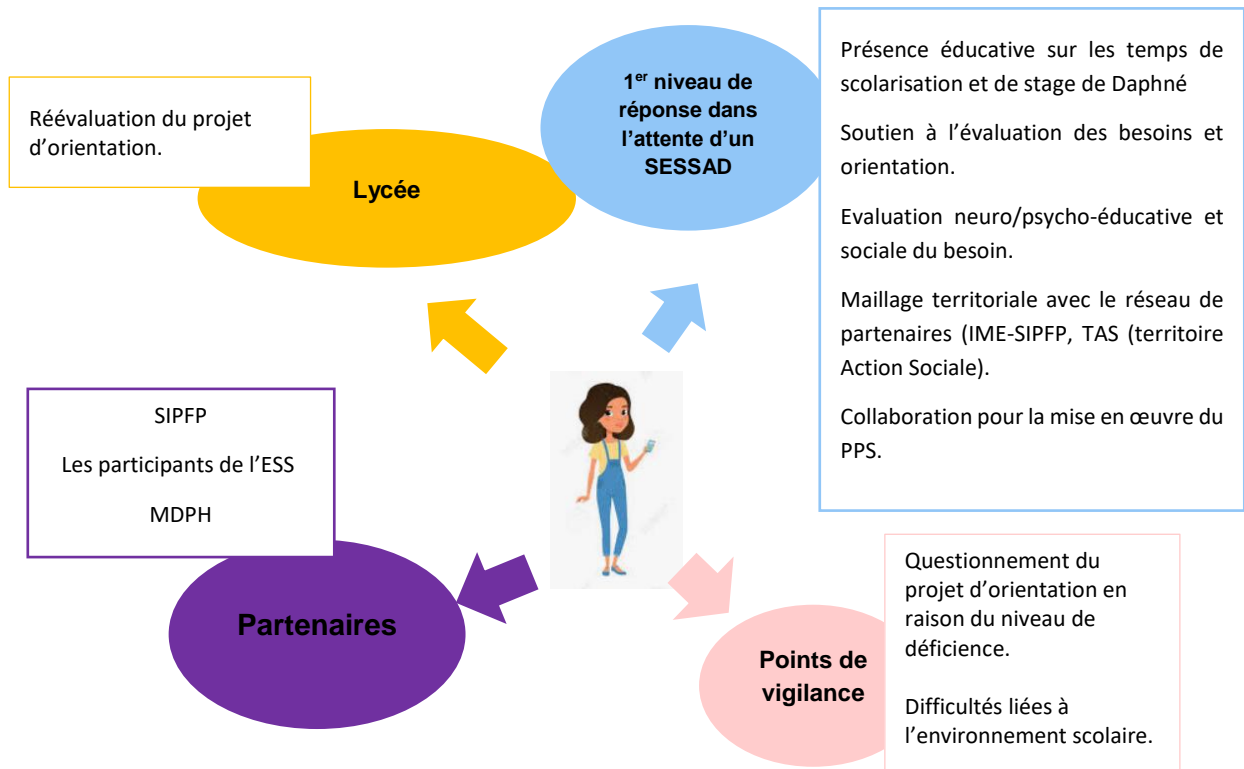 Réévaluation du projet
d’orientation.
Lycée
1er niveau de
réponse dans
l’attente d’un
SESSAD
Présence éducative sur les temps de
scolarisation et de stage de Daphné
Soutien à l’évaluation des besoins et
orientation.
Evaluation neuro/psycho-éducative et
sociale du besoin.
Maillage territoriale avec le réseau de
partenaires (IME-SIPFP, TAS (territoire
Action Sociale).
Collaboration pour la mise en œuvre du
PPS.
SIPFP
Les participants de l’ESS
MDPH
Partenaires
Points de
vigilance
Questionnement du
projet d’orientation en
raison du niveau de
déficience.
Difficultés liées à
l’environnement scolaire.